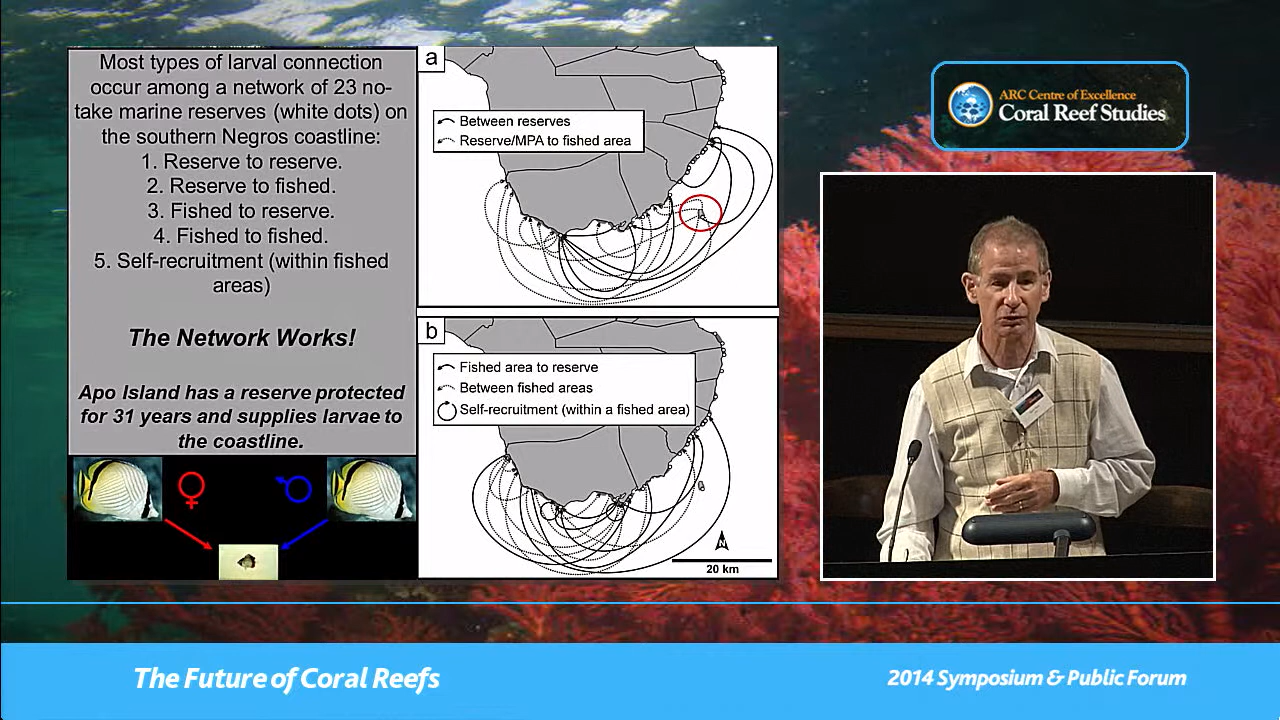 Most types of larval connection
occur among a network of 23 no-
take marine reserves (white dots) on
the southern Negros coastline:
1. Reserve to reserve.
2. Reserve to fished.
3. Fished to reserve.
4. Fished to fished.
5. Self-recruitment (within fished
areas)
The Network Works!
Apo Island has a reserve protected
for 31 years and supplies larvae to
the coastline.
a
Between reserves
Reserve/MPA to fished area
b
Fished area to reserve
Between fished areas
Self-recruitment (within a fished area)
20 km
ARC Centre of Excellence
Coral Reef Studies
The Future of Coral Reefs
2014 Symposium & Public Forum